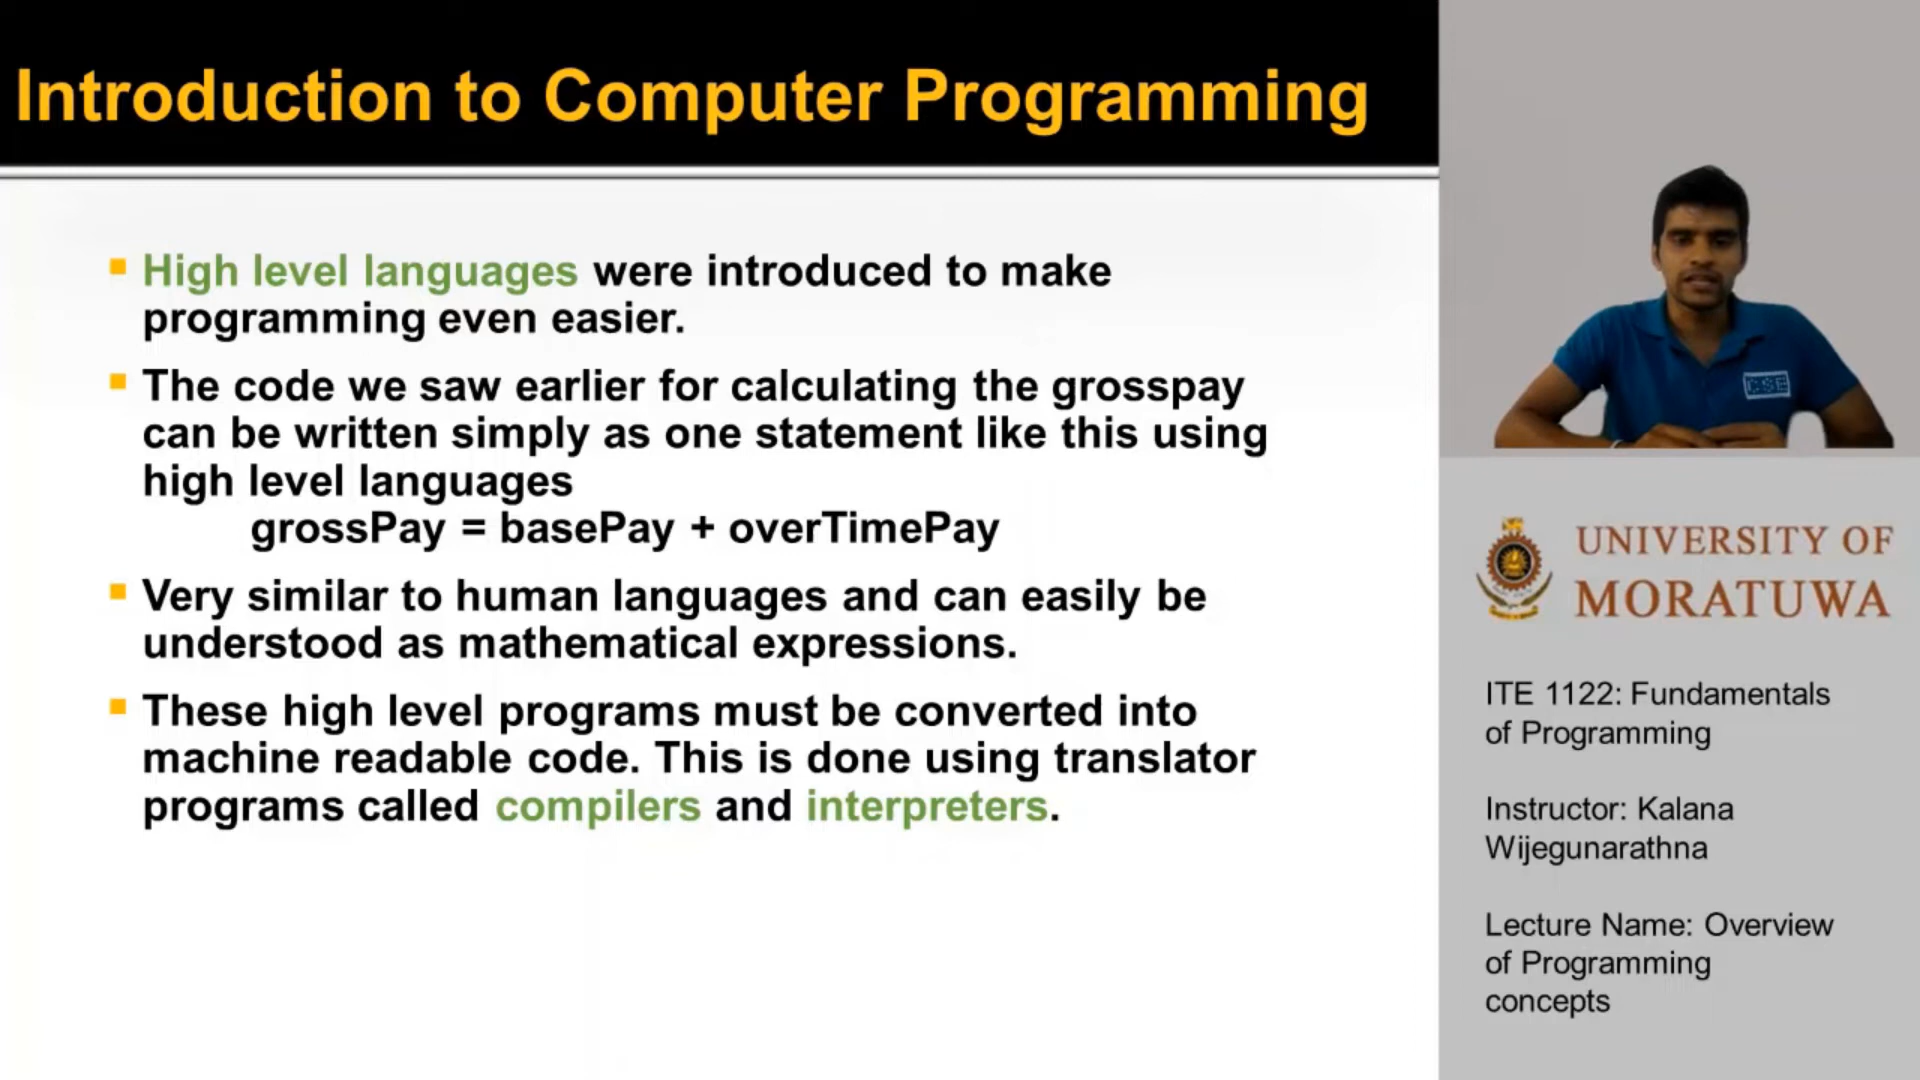 Introduction to Computer Programming
High level languages were introduced to make
programming even easier.
The code we saw earlier for calculating the grosspay
can be written simply as one statement like this using
high level languages
grossPay = basePay + overTimePay
Very similar to human languages and can easily be
understood as mathematical expressions.
These high level programs must be converted into
machine readable code. This is done using translator
programs called compilers and interpreters.
CSE
UNIVERSITY OF
MORATUWA
ITE 1122: Fundamentals
of Programming
Instructor: Kalana
Wijegunarathna
Lecture Name: Overview
of Programming
concepts